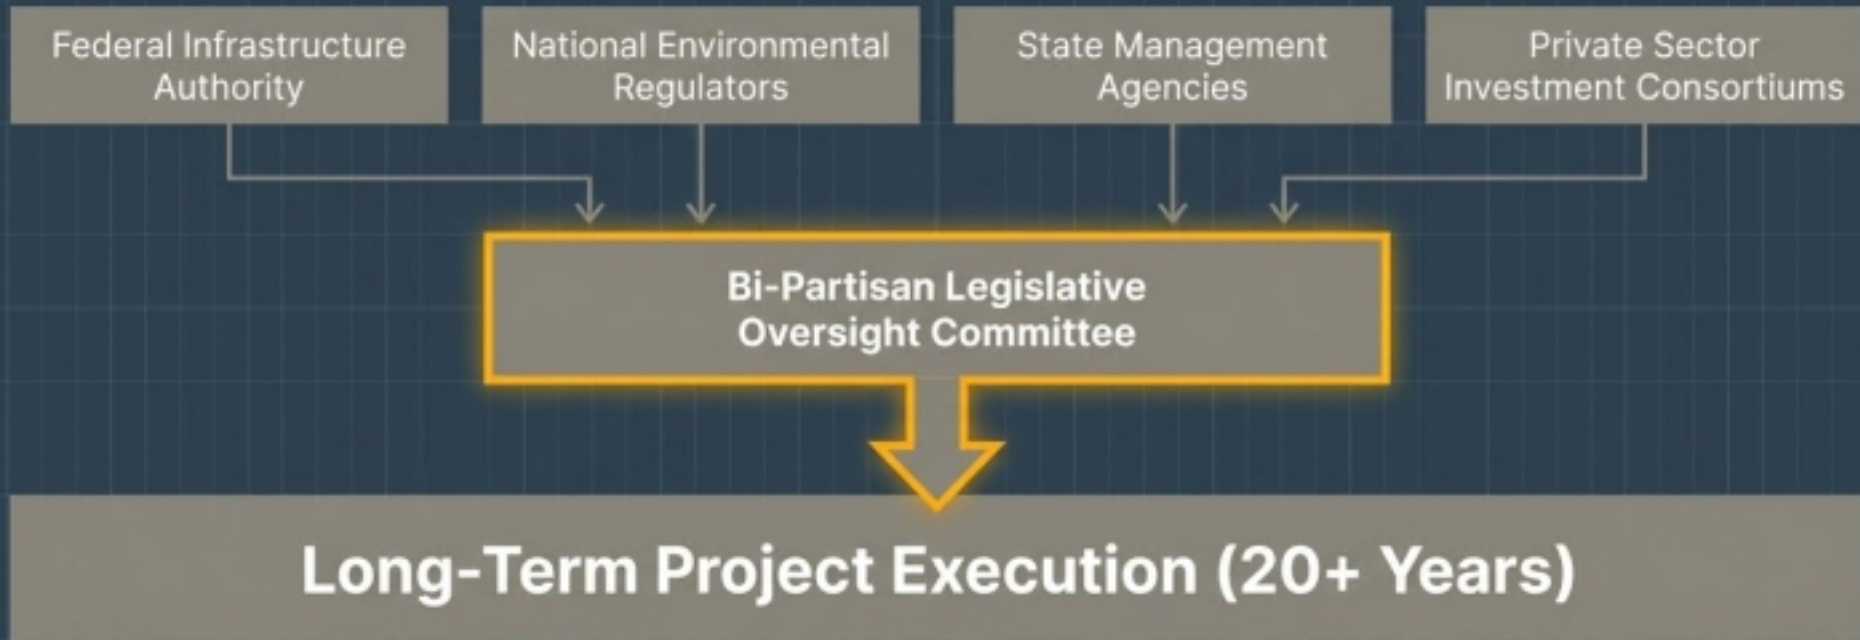 Federal Infrastructure
Authority
National Environmental
Regulators
State Management
Agencies
Private Sector
Investment Consortiums
Bi-Partisan Legislative
Oversight Committee
Long-Term Project Execution (20+ Years)